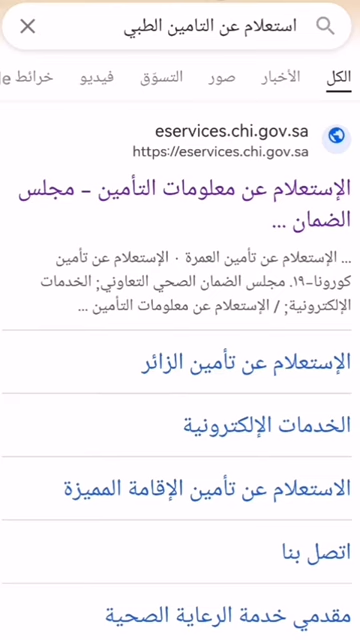 استعلام عن التامين الطبي
الكل الأخبار صور التسوّق فيديو خرائط
eservices.chi.gov.sa
https://eservices.chi.gov.sa
الإستعلام عن معلومات التأمين – مجلس
الضمان ...
... الإستعلام عن تأمين العمرة · الإستعلام عن تأمين
كورونا-١٩. مجلس الضمان الصحي التعاوني; الخدمات
الإلكترونية; / الإستعلام عن معلومات التأمين ...
الإستعلام عن تأمين الزائر
الخدمات الإلكترونية
الاستعلام عن تأمين الإقامة المميزة
اتصل بنا
مقدمي خدمة الرعاية الصحية